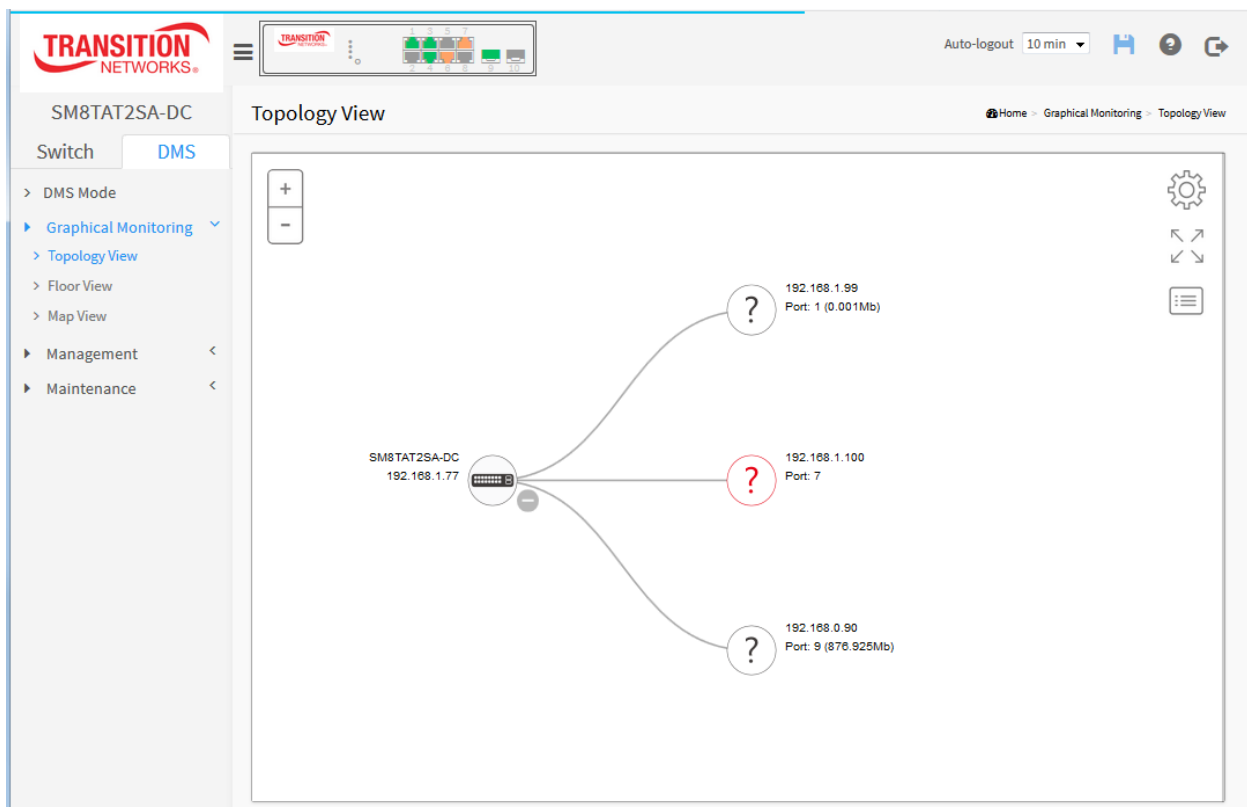 TRANSITION
NETWORKS®
TRANSITION
NETWORKS.
1 3 5 7
2 4 6 8 9 10
Auto-logout 10 min
SM8TAT2SA-DC
Switch DMS
DMS Mode
Graphical Monitoring
Topology View
Floor View
Map View
Management
Maintenance
Topology View
Home > Graphical Monitoring > Topology View
+
-
192.168.1.99
Port: 1 (0.001Mb)
SM8TAT2SA-DC
192.168.1.77
192.168.1.100
Port: 7
192.168.0.90
Port: 9 (876.925Mb)